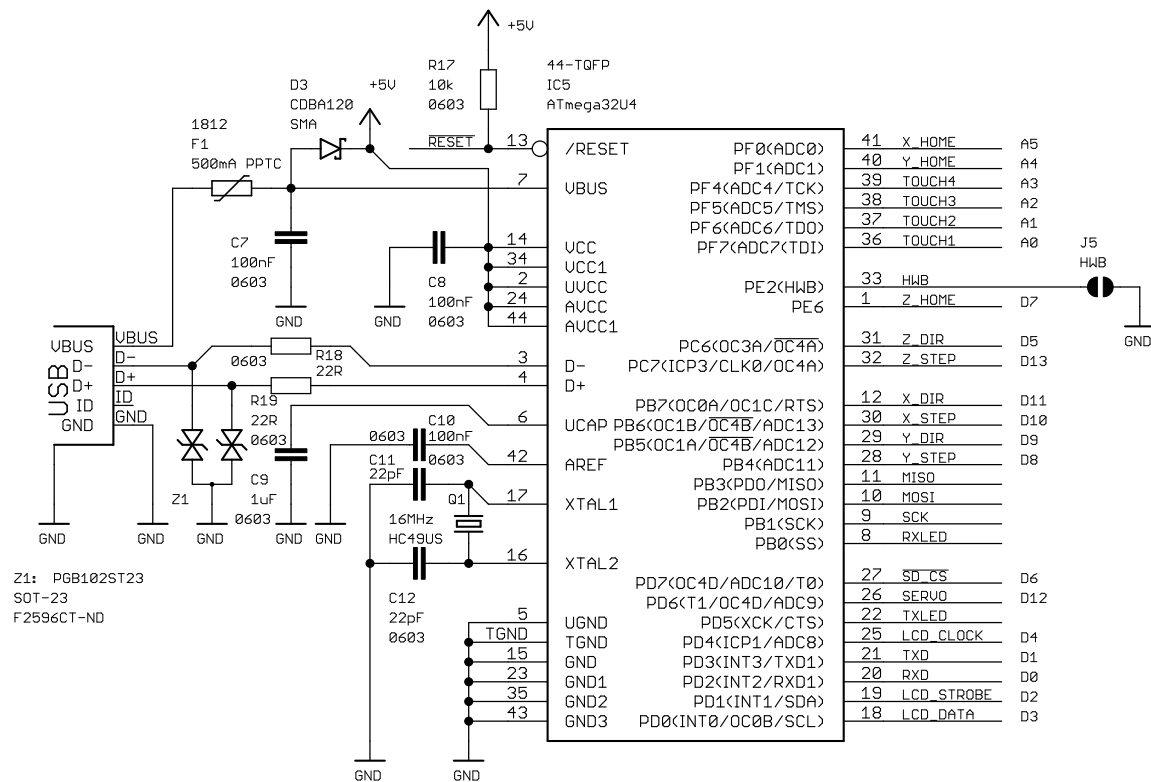 +5V
R17
10k
0603
44-TQFP
IC5
ATmega32U4
D3
CDBA120
SMA
+5V
1812
F1
500mA PPTC
RESET
13
/RESET
7
VBUS
C7
100nF
0603
GND
GND
C8
100nF
0603
14
VCC
34
VCC1
2
UVCC
24
AVCC
44
AVCC1
USB
VBUS
D-
D+
ID
GND
VBUS
D-
D+
ID
GND
0603
R18
22R
3
D-
R19
22R
0603
4
D+
6
UCAP
C9
1uF
0603
0603
C10
100nF
0603
42
AREF
C11
22pF
17
XTAL1
Q1
16MHz
HC49US
16
XTAL2
C12
22pF
0603
Z1
GND
GND
GND
GND
GND
Z1: PGB102ST23
SOT-23
F2596CT-ND
5
UGND
TGND
TGND
15
GND
23
GND1
35
GND2
43
GND3
GND
GND
PF0(ADC0) 41 X_HOME A5
PF1(ADC1) 40 Y_HOME A4
PF4(ADC4/TCK) 39 TOUCH4 A3
PF5(ADC5/TMS) 38 TOUCH3 A2
PF6(ADC6/TDO) 37 TOUCH2 A1
PF7(ADC7(TDI) 36 TOUCH1 A0
J5
HWB
PE2(HWB) 33 HWB
PE6 1 Z_HOME D7
GND
PC6(OC3A/OC4A) 31 Z_DIR D5
PC7(ICP3/CLK0/OC4A) 32 Z_STEP D13
PB7(OC0A/OC1C/RTS) 12 X_DIR D11
PB6(OC1B/OC4B/ADC13) 30 X_STEP D10
PB5(OC1A/OC4B/ADC12) 29 Y_DIR D9
PB4(ADC11) 28 Y_STEP D8
PB3(PDO/MISO) 11 MISO
PB2(PDI/MOSI) 10 MOSI
PB1(SCK) 9 SCK
PB0(SS) 8 RXLED
PD7(OC4D/ADC10/T0) 27 SD_CS D6
PD6(T1/OC4D/ADC9) 26 SERVO D12
PD5(XCK/CTS) 22 TXLED
PD4(ICP1/ADC8) 25 LCD_CLOCK D4
PD3(INT3/TXD1) 21 TXD D1
PD2(INT2/RXD1) 20 RXD D0
PD1(INT1/SDA) 19 LCD_STROBE D2
PD0(INT0/OC0B/SCL) 18 LCD_DATA D3